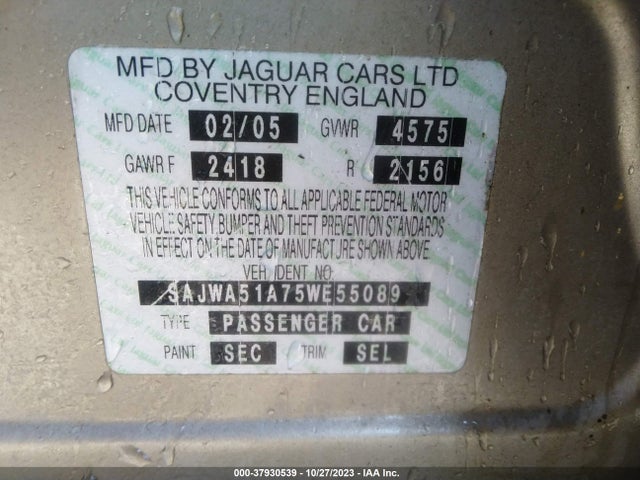 MFD BY JAGUAR CARS LTD
COVENTRY ENGLAND
MFD DATE 02/05 GVWR 4575
GAWR F 2418 R 2156
THIS VEHICLE CONFORMS TO ALL APPLICABLE FEDERAL MOTOR
VEHICLE SAFETY, BUMPER AND THEFT PREVENTION STANDARDS
IN EFFECT ON THE DATE OF MANUFACTURE SHOWN ABOVE.
VEH. IDENT NO
SAJWA51A75WE55089
TYPE PASSENGER CAR
PAINT SEC TRIM SEL
000-37930539 - 10/27/2023 - IAA Inc.